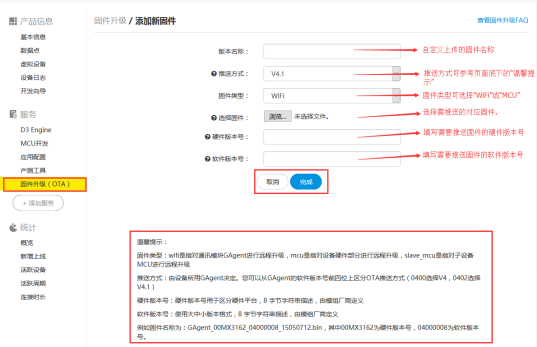 产品信息
基本信息
数据点
虚拟设备
设备日志
开发向导
服务
D3 Engine
MCU开发
应用配置
产测工具
固件升级（OTA）
+ 添加服务
统计
概览
新增上线
活跃设备
活跃周期
连接时长
固件升级 / 添加新固件
查看固件升级FAQ
版本名称：
自定义上传的固件名称
推送方式： V4.1
推送方式可参考页面底下的“温馨提示”
固件类型： WiFi
固件类型可选择“WiFi”或“MCU”
选择固件： 浏览... 未选择文件。
选择需推送的对应固件，
硬件版本号：
填写需要推送固件的硬件版本号
软件版本号：
填写需要推送固件的软件版本号
取消 完成
温馨提示：
固件类型：wifi是指对通讯模块GAgent进行远程升级，mcu是指对设备硬件部分进行远程升级，slave_mcu是指对子设备
MCU进行远程升级
推送方式：由设备所用GAgent决定。您可以从GAgent的软件版本号前四位上区分OTA推送方式（0400选择V4，0402选择
V4.1）
硬件版本号：硬件版本号用于区分硬件平台，8 字节字符串描述，由模组厂商定义
软件版本号：使用大中小版本格式，8 字节字符串描述，由模组厂商定义
例如固件名称为：GAgent_00MX3162_04000008_15050712.bin，其中00MX3162为硬件版本号，04000008为软件版本
号。